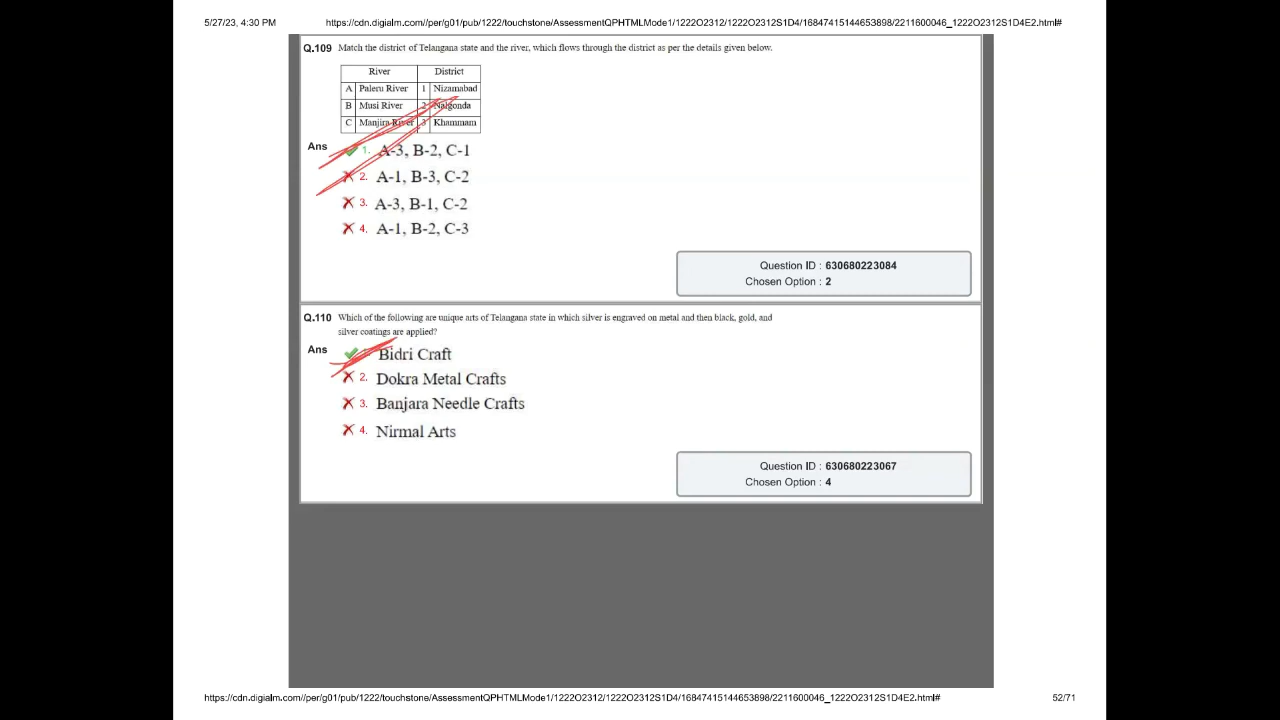 5/27/23, 4:30 PM https://cdn.digialm.com//per/g01/pub/1222/touchstone/AssessmentQPHTMLMode1/1222O2312/1222O2312S1D4/16847415144653898/2211600046_1222O2312S1D4E2.html#
Q.109 Match the district of Telangana state and the river, which flows through the district as per the details given below.
River District
A Paleru River 1 Nizamabad
B Musi River 2 Nalgonda
C Manjira River 3 Khammam
Ans 1. A-3, B-2, C-1
2. A-1, B-3, C-2
3. A-3, B-1, C-2
4. A-1, B-2, C-3
Question ID : 630680223084
Chosen Option : 2
Q.110 Which of the following are unique arts of Telangana state in which silver is engraved on metal and then black, gold, and
silver coatings are applied?
Ans Bidri Craft
2. Dokra Metal Crafts
3. Banjara Needle Crafts
4. Nirmal Arts
Question ID : 630680223067
Chosen Option : 4
https://cdn.digialm.com//per/g01/pub/1222/touchstone/AssessmentQPHTMLMode1/1222O2312/1222O2312S1D4/16847415144653898/2211600046_1222O2312S1D4E2.html# 52/71